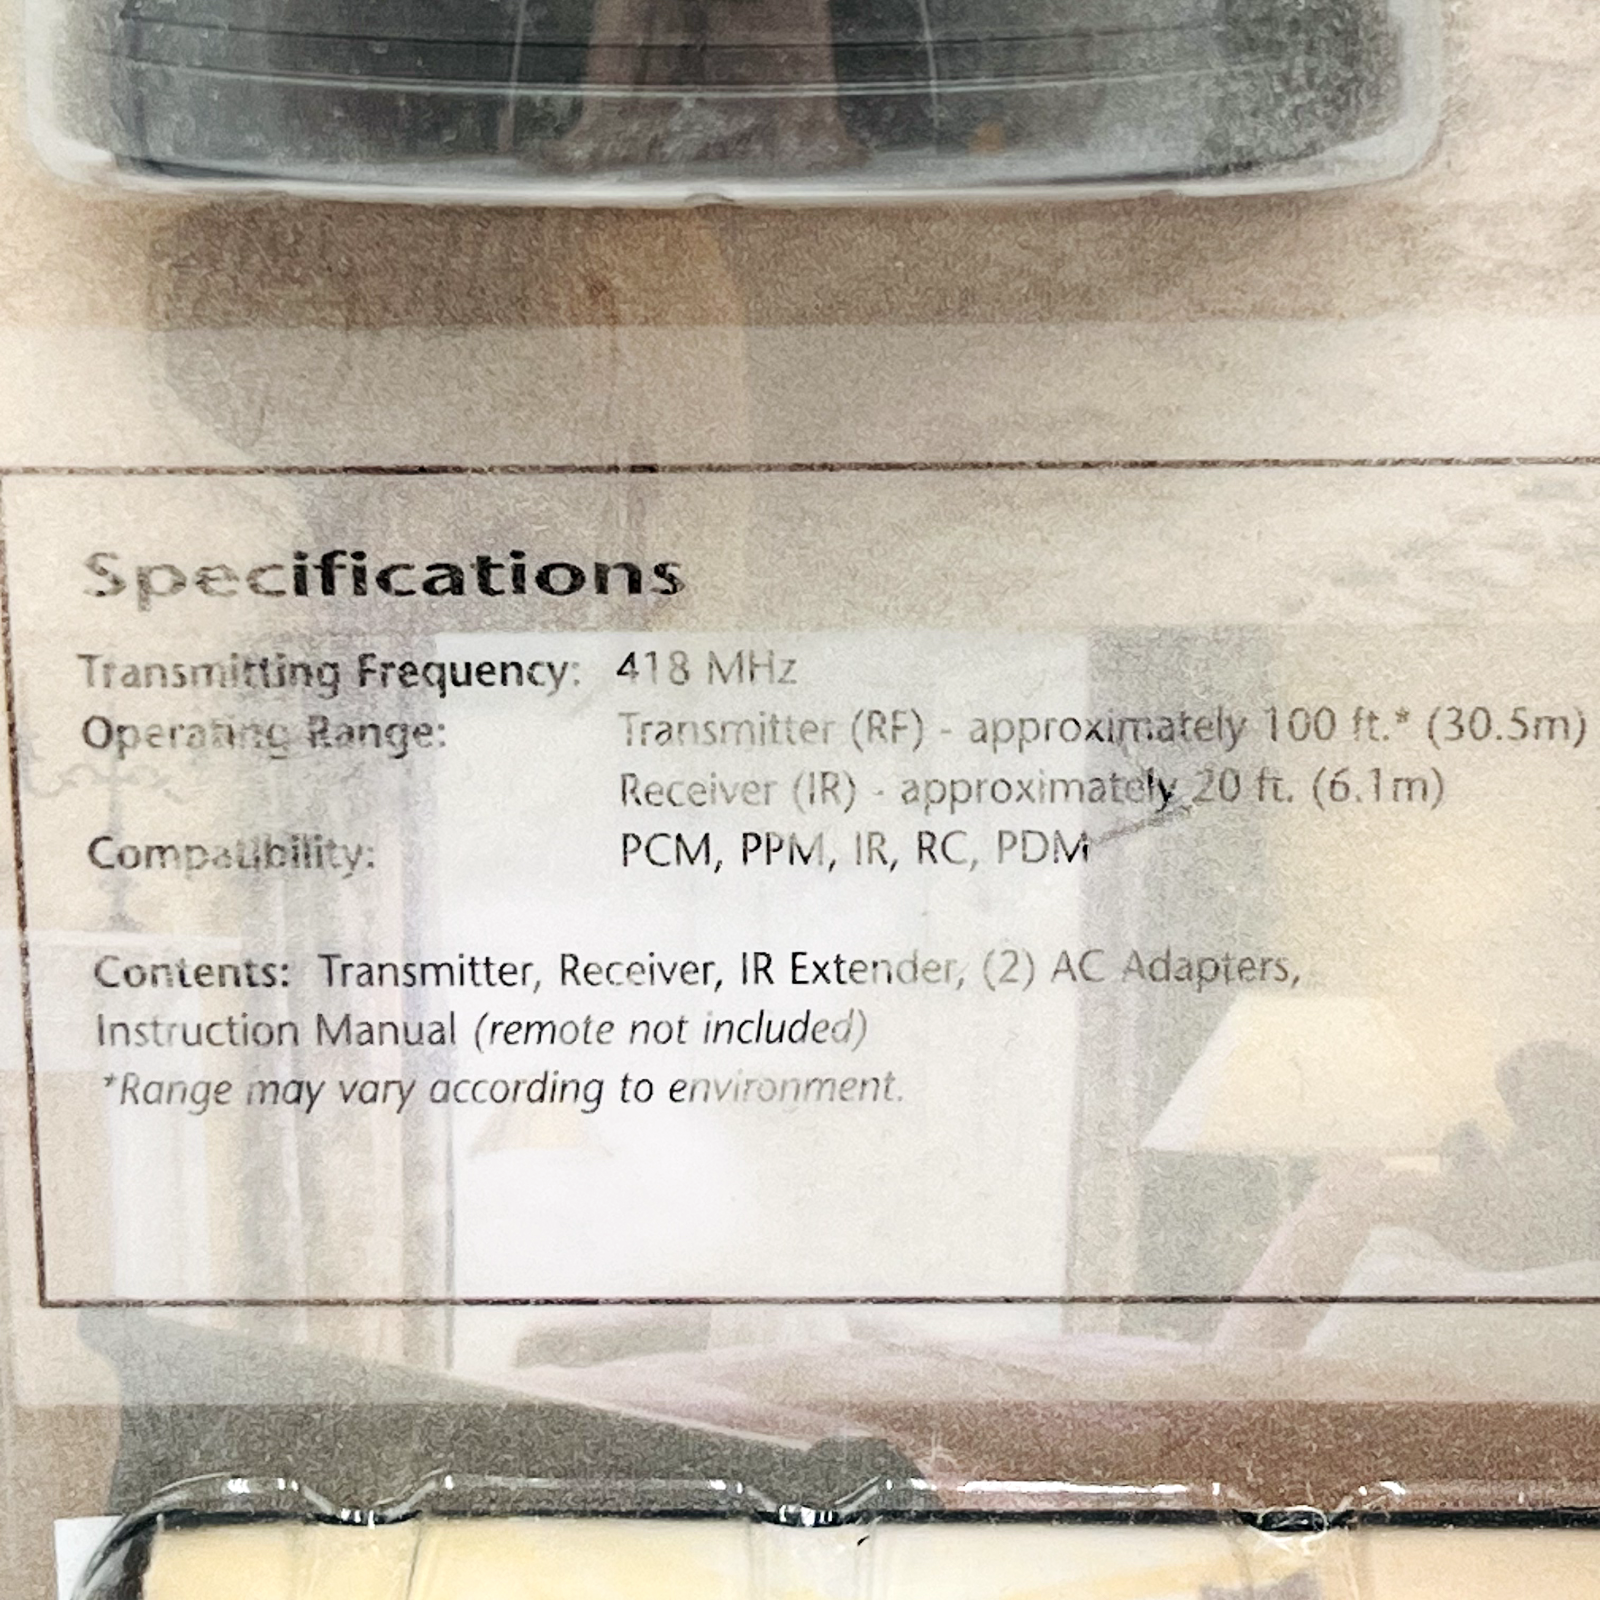 Specifications
Transmitting Frequency: 418 MHz
Operating Range: Transmitter (RF) - approximately 100 ft.* (30.5m)
Receiver (IR) - approximately 20 ft. (6.1m)
Compatibility: PCM, PPM, IR, RC, PDM
Contents: Transmitter, Receiver, IR Extender, (2) AC Adapters,
Instruction Manual (remote not included)
*Range may vary according to environment.